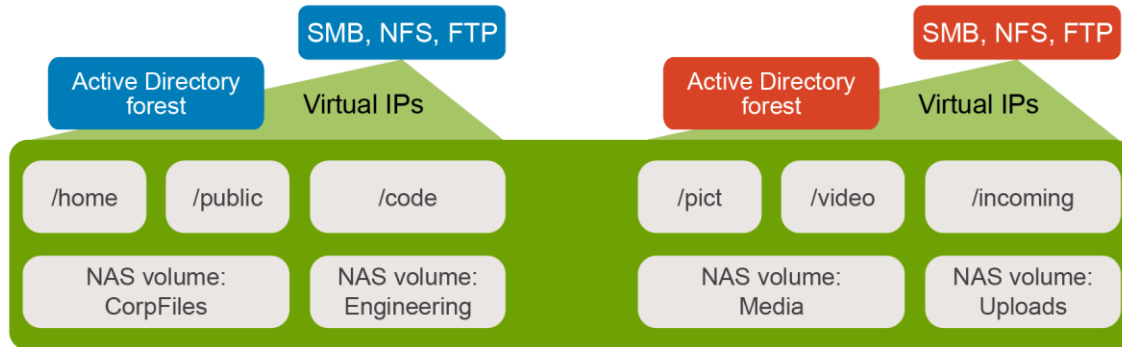 SMB, NFS, FTP
Active Directory
forest
Virtual IPs
SMB, NFS, FTP
Active Directory
forest
Virtual IPs
/home
/public
/code
/pict
/video
/incoming
NAS volume:
CorpFiles
NAS volume:
Engineering
NAS volume:
Media
NAS volume:
Uploads